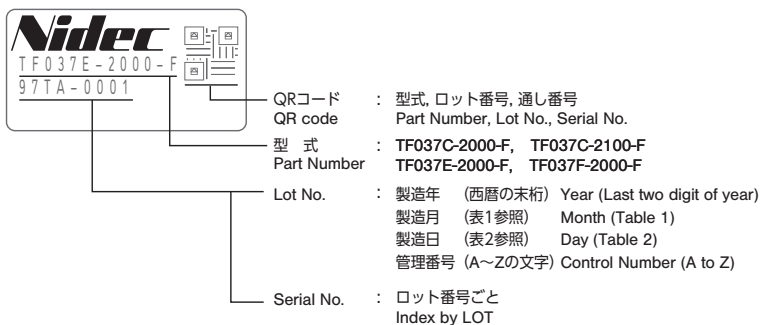 Nidec
TF037E-2000-F
97TA-0001
QRコード : 型式, ロット番号, 通し番号
QR code Part Number, Lot No., Serial No.
型 式 : TF037C-2000-F, TF037C-2100-F
Part Number TF037E-2000-F, TF037F-2000-F
Lot No. : 製造年 (西暦の末桁) Year (Last two digit of year)
製造月 (表1参照) Month (Table 1)
製造日 (表2参照) Day (Table 2)
管理番号 (A～Zの文字) Control Number (A to Z)
Serial No. : ロット番号ごと
Index by LOT